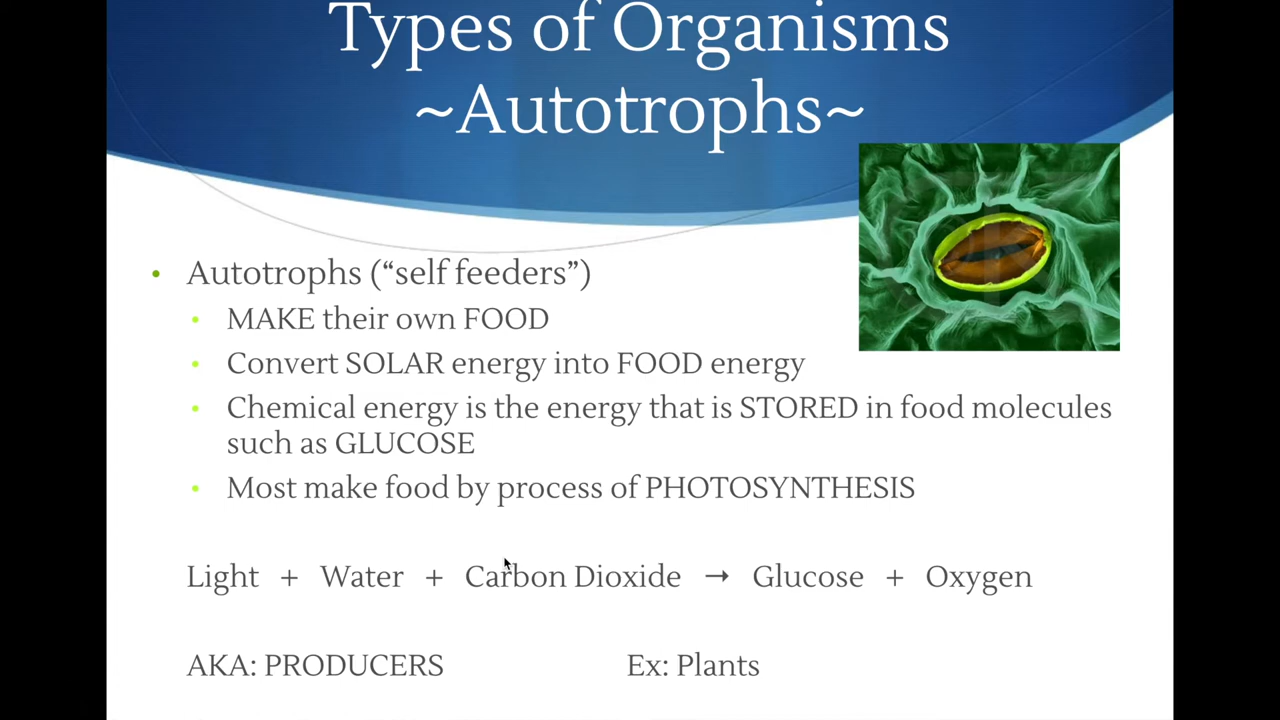 Types of Organisms
~Autotrophs~
• Autotrophs (“self feeders”)
• MAKE their own FOOD
• Convert SOLAR energy into FOOD energy
• Chemical energy is the energy that is STORED in food molecules
such as GLUCOSE
• Most make food by process of PHOTOSYNTHESIS
Light + Water + Carbon Dioxide → Glucose + Oxygen
AKA: PRODUCERS Ex: Plants